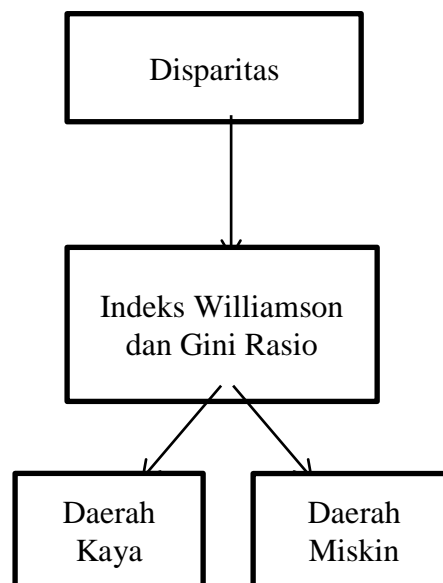 Disparitas
Indeks Williamson
dan Gini Rasio
Daerah
Kaya
Daerah
Miskin